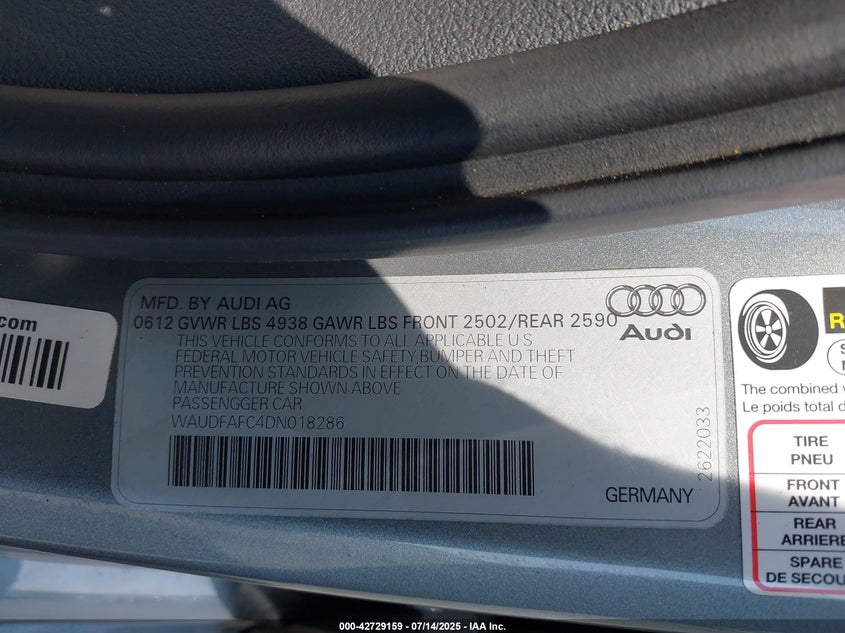 .com
MFD. BY AUDI AG
0612 GVWR LBS 4938 GAWR LBS FRONT 2502/REAR 2590
THIS VEHICLE CONFORMS TO ALL APPLICABLE U S
FEDERAL MOTOR VEHICLE SAFETY BUMPER AND THEFT
PREVENTION STANDARDS IN EFFECT ON THE DATE OF
MANUFACTURE SHOWN ABOVE
PASSENGGER CAR
WAUDFAFC4DN018286
Audi
GERMANY
2622033
The combined
Le poids total d
TIRE
PNEU
FRONT
AVANT
REAR
ARRIERE
SPARE
DE SECOU
000-42729159 - 07/14/2025 - IAA Inc.